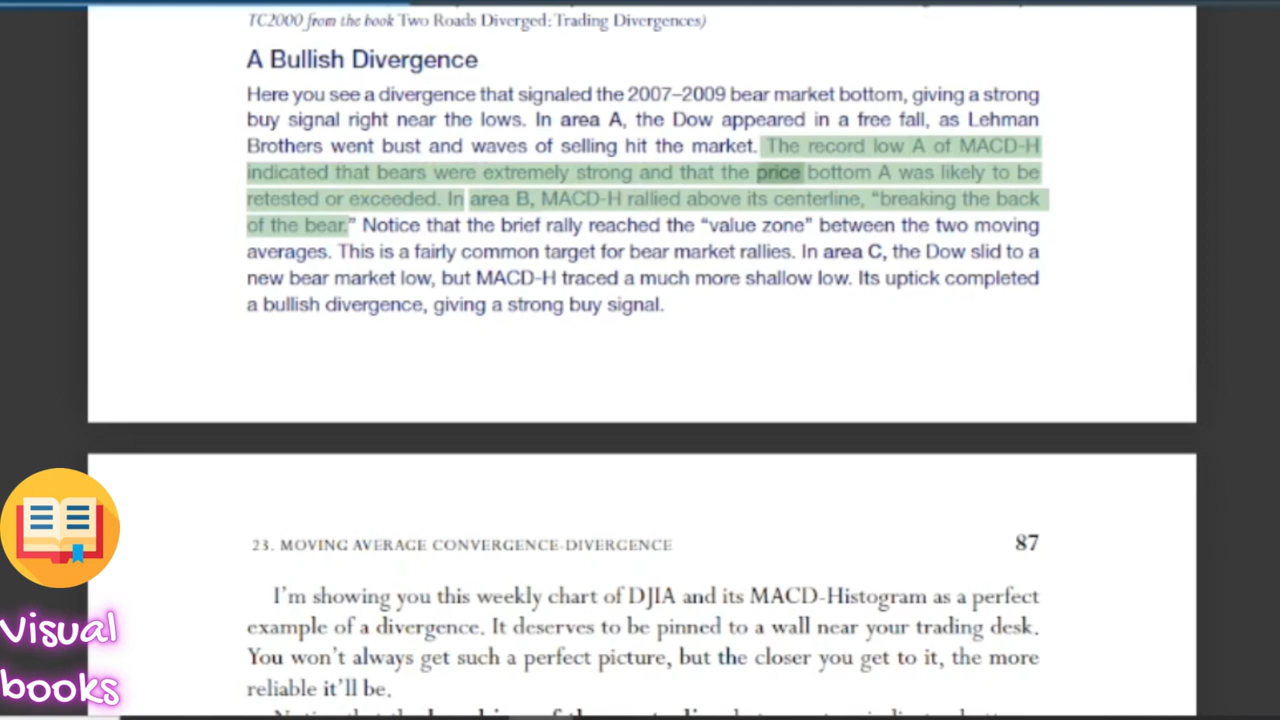 TC2000 from the book Two Roads Diverged; Trading Divergences)
A Bullish Divergence
Here you see a divergence that signaled the 2007–2009 bear market bottom, giving a strong
buy signal right near the lows. In area A, the Dow appeared in a free fall, as Lehman
Brothers went bust and waves of selling hit the market. The record low A of MACD-H
indicated that bears were extremely strong and that the price bottom A was likely to be
retested or exceeded. In area B, MACD-H rallied above its centerline, “breaking the back
of the bear.” Notice that the brief rally reached the “value zone” between the two moving
averages. This is a fairly common target for bear market rallies. In area C, the Dow slid to a
new bear market low, but MACD-H traced a much more shallow low. Its uptick completed
a bullish divergence, giving a strong buy signal.
23. MOVING AVERAGE CONVERGENCE-DIVERGENCE 87
I’m showing you this weekly chart of DJIA and its MACD-Histogram as a perfect
example of a divergence. It deserves to be pinned to a wall near your trading desk.
You won’t always get such a perfect picture, but the closer you get to it, the more
reliable it’ll be.
Visual
books